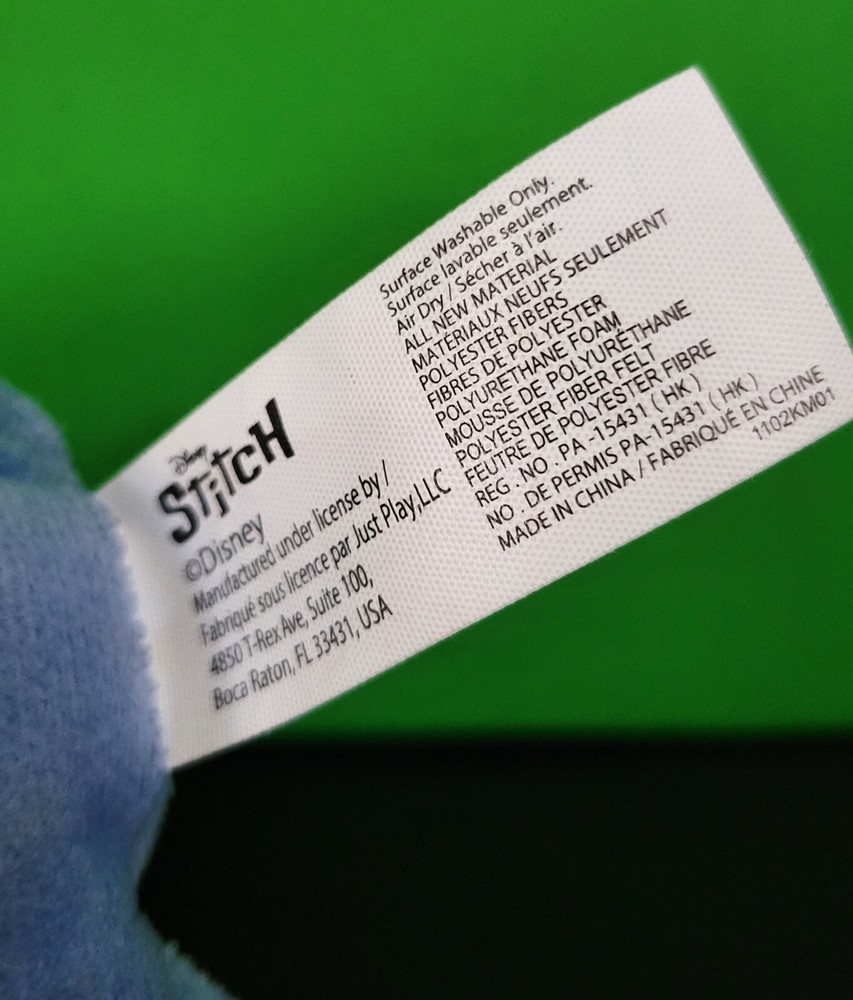 Disney
STiTCH
©Disney
Manufactured under license by /
Fabriqué sous licence par Just Play,LLC
4850 T-Rex Ave, Suite 100,
Boca Raton, FL 33431, USA
Surface Washable Only.
Surface lavable seulement.
Air Dry / Sécher à l'air.
ALL NEW MATERIAL
MATÉRIAUX NEUFS SEULEMENT
POLYESTER FIBERS
FIBRES DE POLYESTER
POLYURETHANE FOAM
MOUSSE DE POLYURÉTHANE
POLYESTER FIBER FELT
FEUTRE DE POLYESTER FIBRE
REG . NO . PA -15431 ( HK )
NO . DE PERMIS PA-15431 ( HK )
MADE IN CHINA / FABRIQUÉ EN CHINE
1102KM01